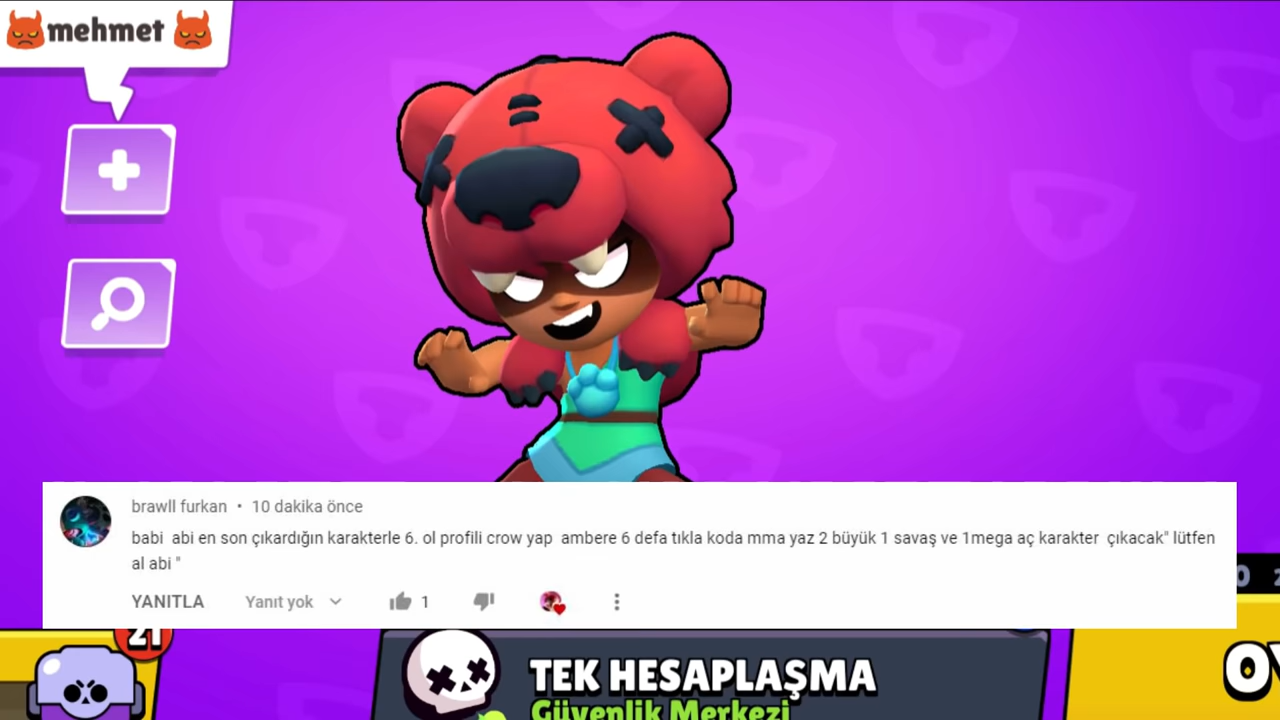 mehmet
brawll furkan • 10 dakika önce
babi abi en son çıkardığın karakterle 6. ol profili crow yap ambere 6 defa tıkla koda mma yaz 2 büyük 1 savaş ve 1mega aç karakter çıkacak" lütfen
al abi "
YANITLA Yanıt yok 1
21
TEK HESAPLAŞMA
Güvenlik Merkezi